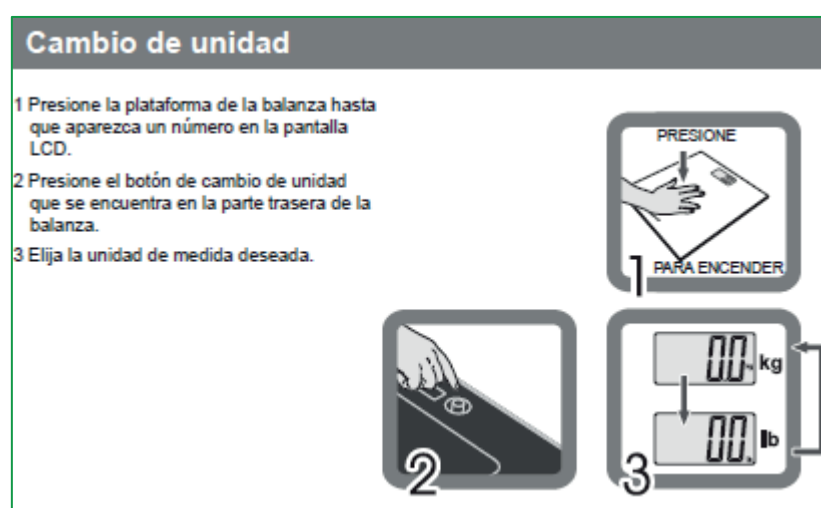 Cambio de unidad
1 Presione la plataforma de la balanza hasta
que aparezca un número en la pantalla
LCD.
2 Presione el botón de cambio de unidad
que se encuentra en la parte trasera de la
balanza.
3 Elija la unidad de medida deseada.
PRESIONE
PARA ENCENDER
1
2
0.0 kg
0.0 lb
3